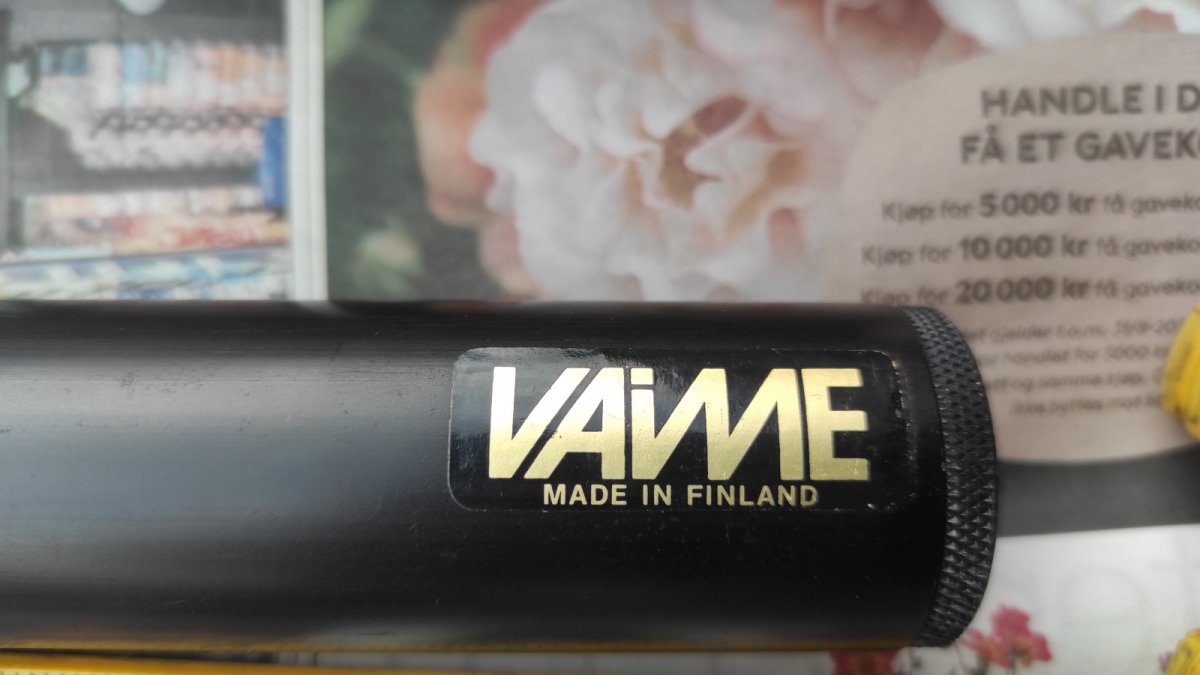 HANDLE I D
FÅ ET GAVEK
Kjøp for 5 000 kr få gaveko
Kjøp for 10 000 kr få gaveko
Kjøp for 20 000 kr få gaveko
VAiME
MADE IN FINLAND